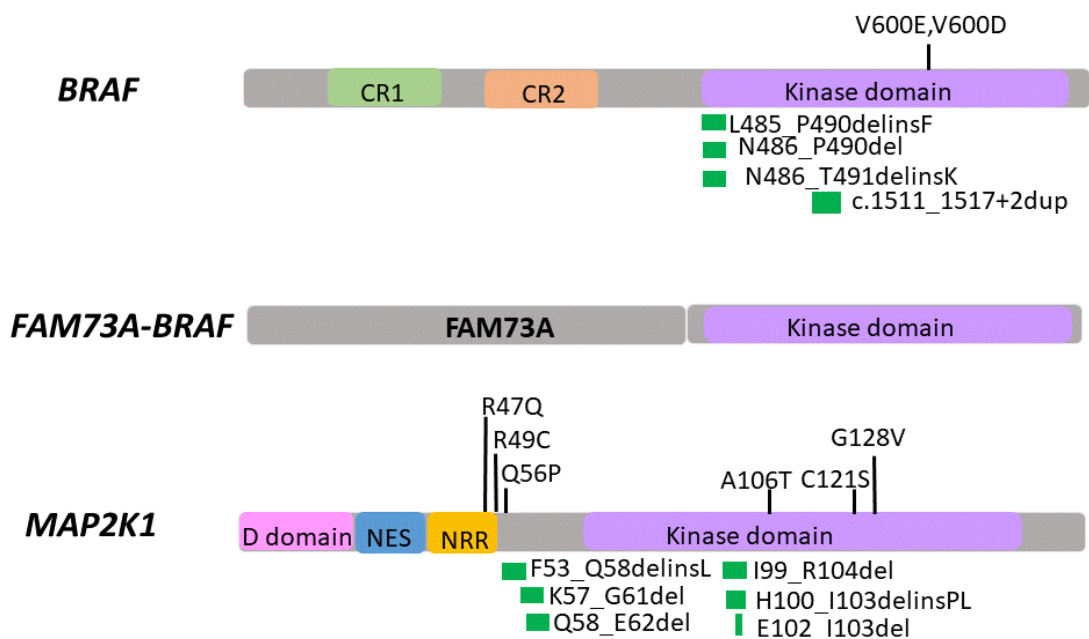 V600E,V600D
BRAF
CR1
CR2
Kinase domain
L485_P490delinsF
N486_P490del
N486_T491delinsK
c.1511_1517+2dup
FAM73A-BRAF
FAM73A
Kinase domain
R47Q
R49C
Q56P
A106T
C121S
G128V
MAP2K1
D domain
NES
NRR
Kinase domain
F53_Q58delinsL
I99_R104del
K57_G61del
H100_I103delinsPL
Q58_E62del
E102_I103del